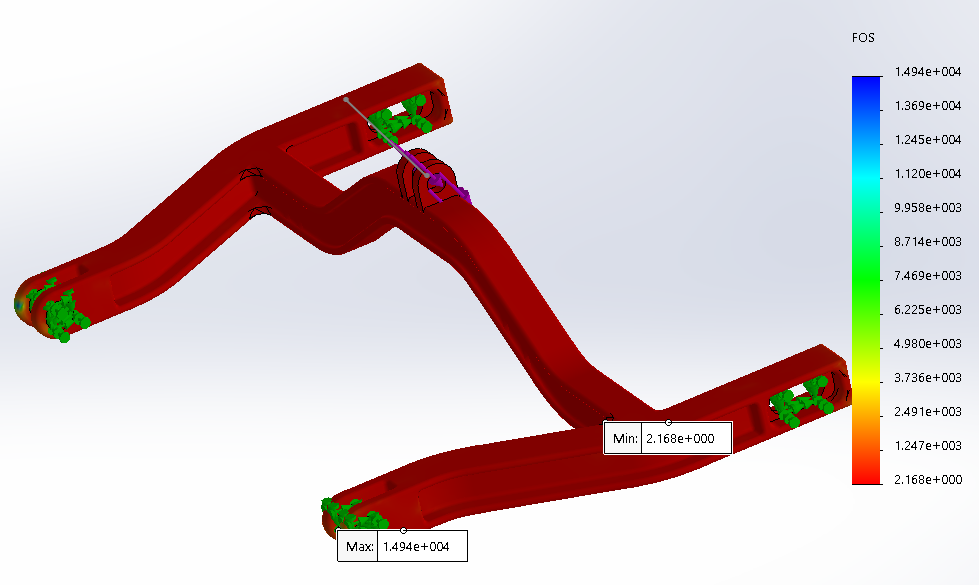 FOS
1.494e+004
1.369e+004
1.245e+004
1.120e+004
9.958e+003
8.714e+003
7.469e+003
6.225e+003
4.980e+003
3.736e+003
2.491e+003
1.247e+003
2.168e+000
Min: 2.168e+000
Max: 1.494e+004